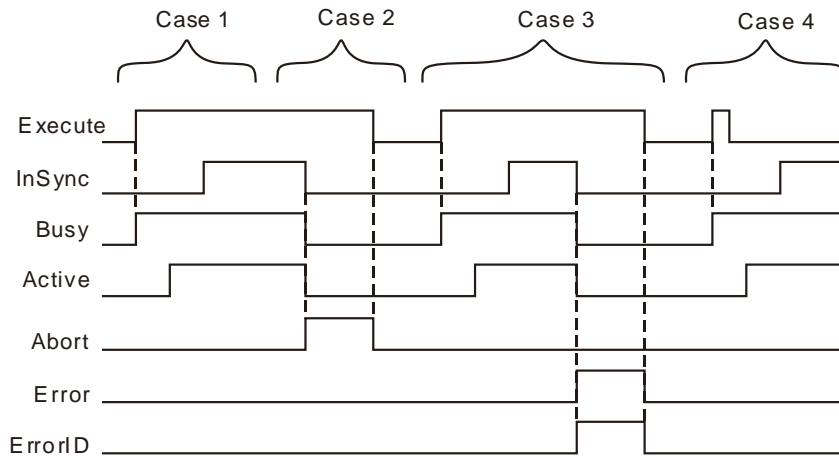 Case 1
Case 2
Case 3
Case 4
Execute
InSync
Busy
Active
Abort
Error
ErrorID